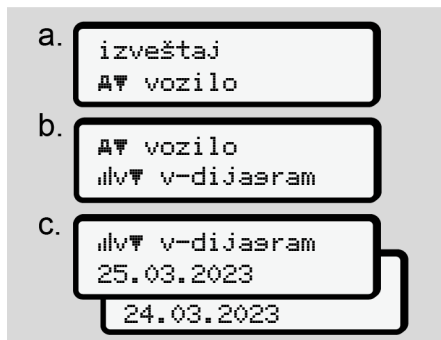 a.
izveštaj
vozilo
b.
vozilo
v-dijagram
c.
v-dijagram
25.03.2023
24.03.2023